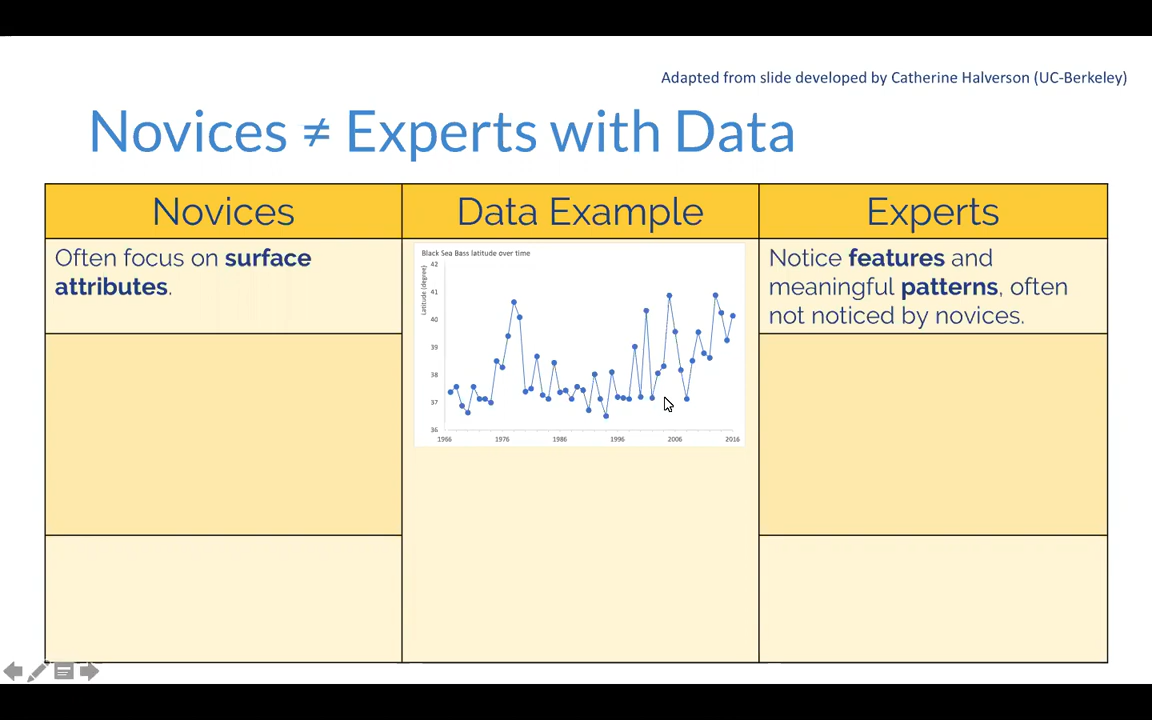 Adapted from slide developed by Catherine Halverson (UC-Berkeley)
Novices ≠ Experts with Data
Novices
Data Example
Experts
Often focus on surface
attributes.
Black Sea Bass latitude over time
Latitude (degree)
42
41
40
39
38
37
36
1966
1976
1986
1996
2006
2016
Notice features and
meaningful patterns, often
not noticed by novices.